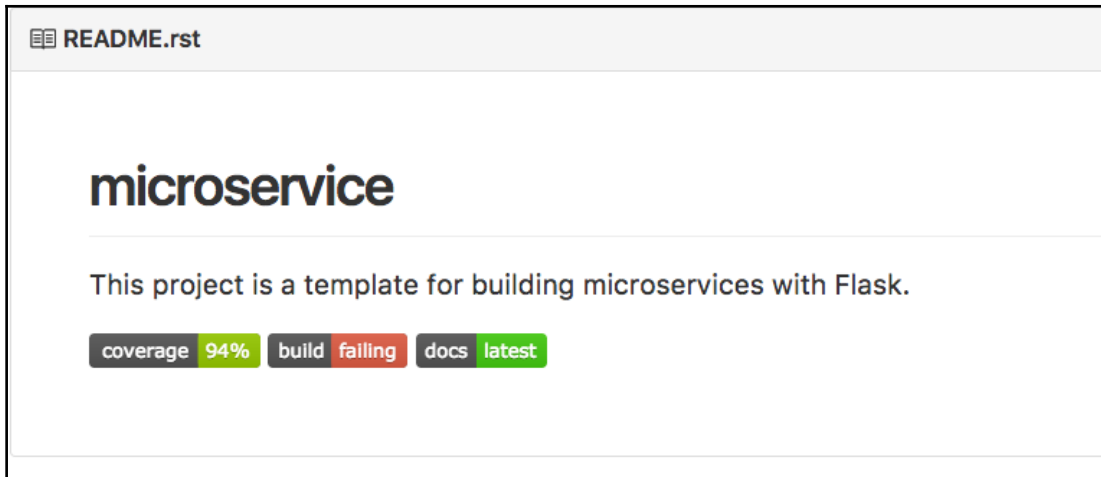 README.rst
microservice
This project is a template for building microservices with Flask.
coverage 94% build failing docs latest